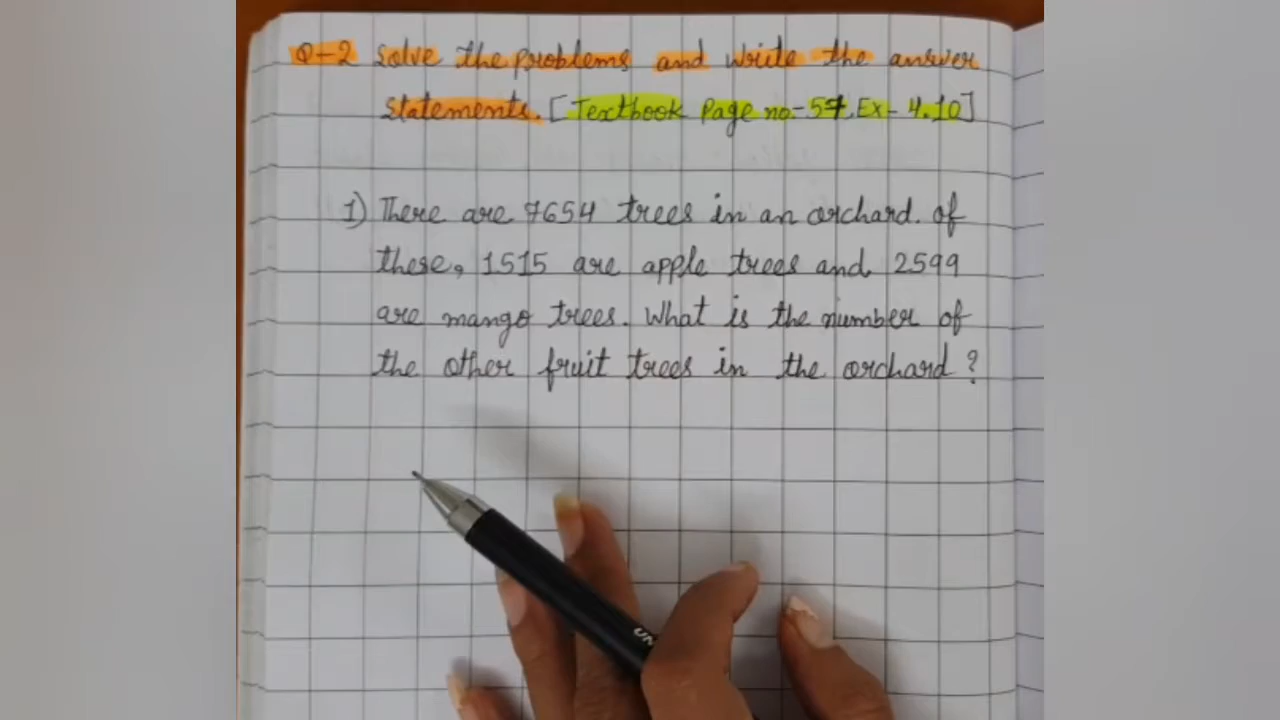 Q-2 Solve the problems and write the answer
statements. [Textbook Page no.-57, Ex- 4.10]
1) There are 7654 trees in an orchard. of
these, 1515 are apple trees and 2599
are mango trees. What is the number of
the other fruit trees in the orchard ?
UN